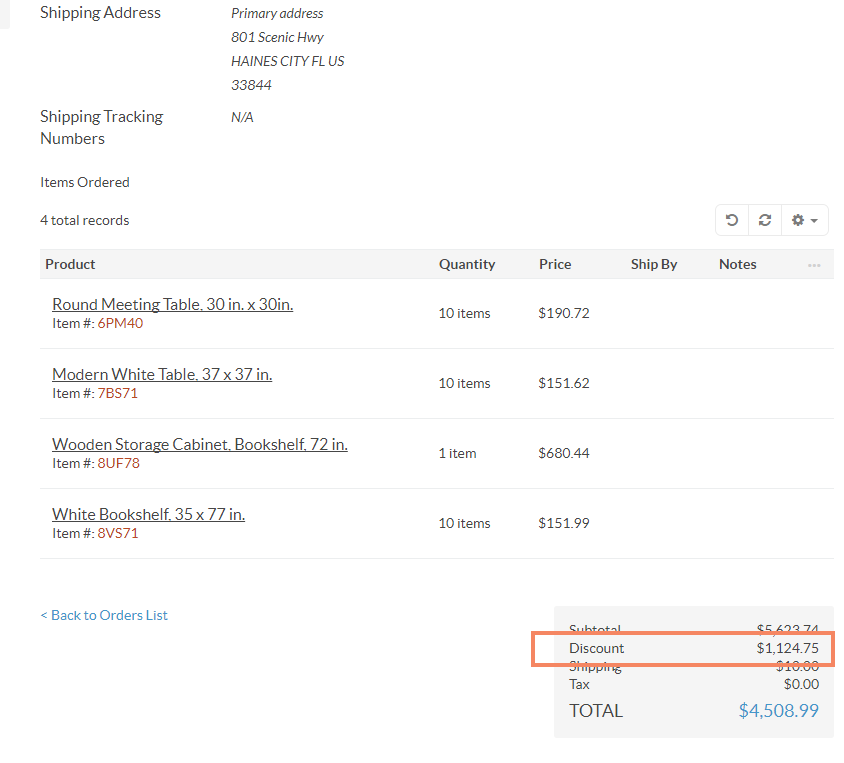 Shipping Address Primary address
801 Scenic Hwy
HAINES CITY FL US
33844
Shipping Tracking Numbers N/A
Items Ordered
4 total records
Product Quantity Price Ship By Notes ...
Round Meeting Table, 30 in. x 30in.
Item #: 6PM40
10 items $190.72
Modern White Table, 37 x 37 in.
Item #: 7BS71
10 items $151.62
Wooden Storage Cabinet, Bookshelf, 72 in.
Item #: 8UF78
1 item $680.44
White Bookshelf, 35 x 77 in.
Item #: 8VS71
10 items $151.99
< Back to Orders List
Subtotal $5,623.74
Discount $1,124.75
Shipping $10.00
Tax $0.00
TOTAL $4,508.99